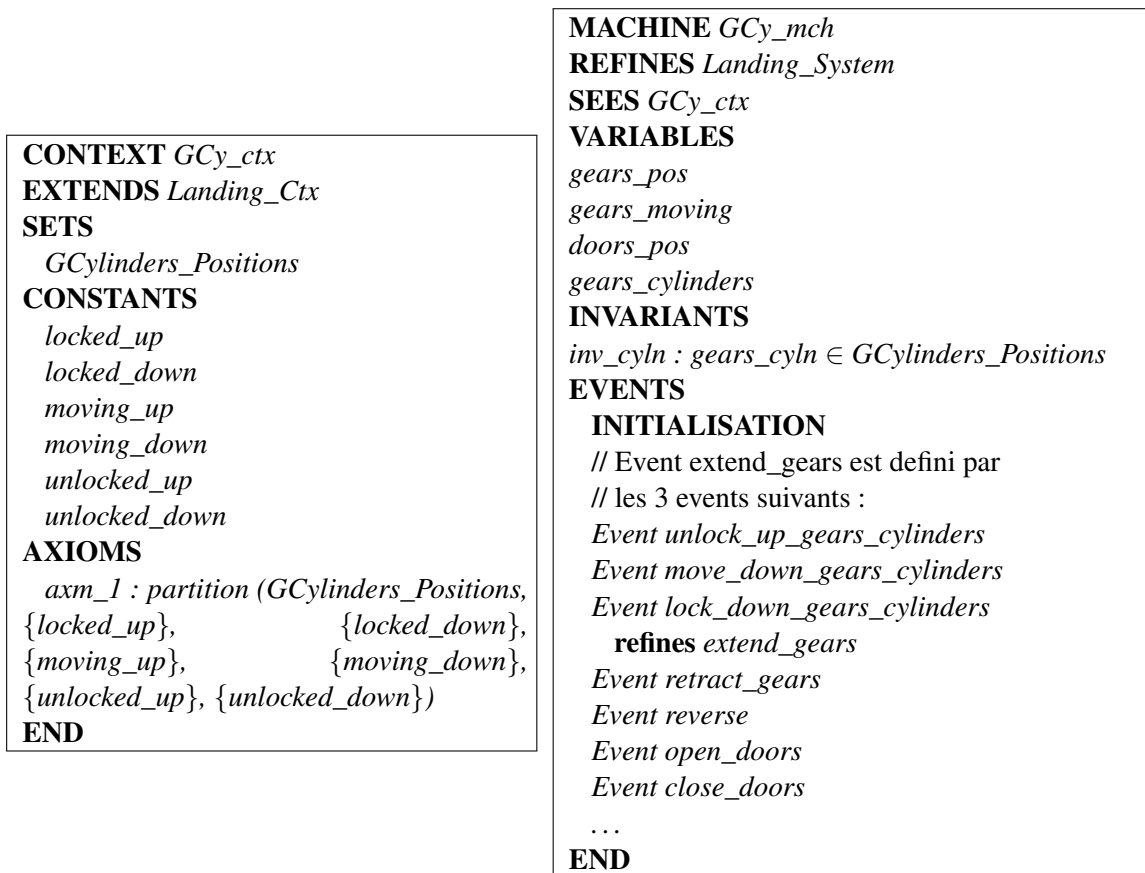 CONTEXT GCy_ctx
EXTENDS Landing_Ctx
SETS
GCylinders_Positions
CONSTANTS
locked_up
locked_down
moving_up
moving_down
unlocked_up
unlocked_down
AXIOMS
axm_1 : partition (GCylinders_Positions,
{locked_up}, {locked_down},
{moving_up}, {moving_down},
{unlocked_up}, {unlocked_down})
END
MACHINE GCy_mch
REFINES Landing_System
SEES GCy_ctx
VARIABLES
gears_pos
gears_moving
doors_pos
gears_cylinders
INVARIANTS
inv_cyln : gears_cyln ∈ GCylinders_Positions
EVENTS
INITIALISATION
// Event extend_gears est defini par
// les 3 events suivants :
Event unlock_up_gears_cylinders
Event move_down_gears_cylinders
Event lock_down_gears_cylinders
refines extend_gears
Event retract_gears
Event reverse
Event open_doors
Event close_doors
...
END